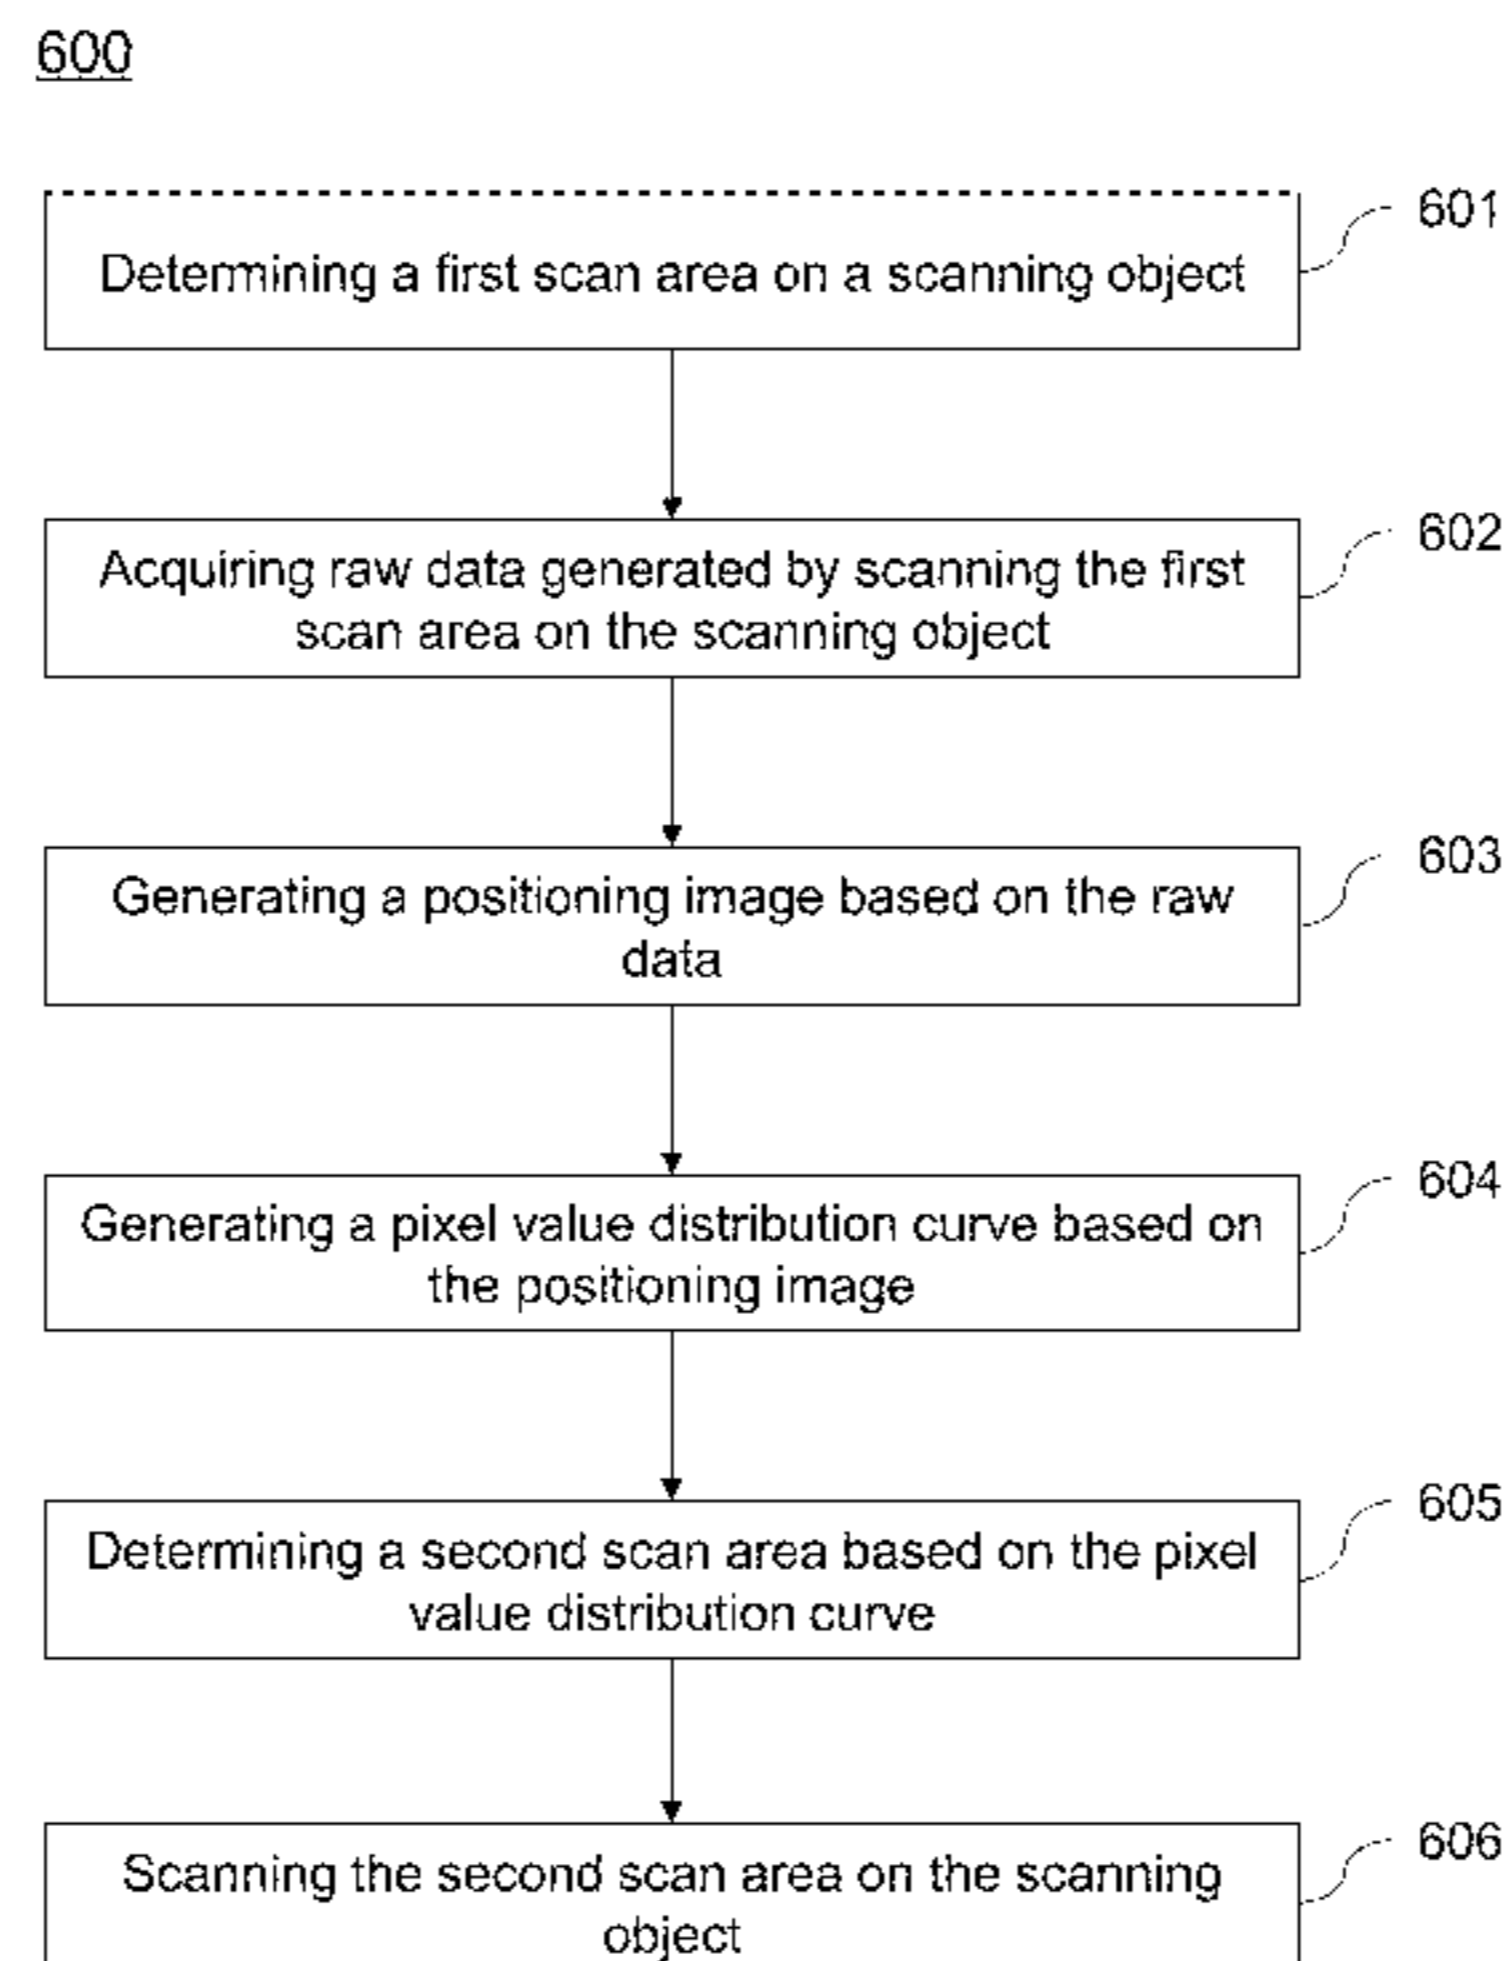 600
Determining a first scan area on a scanning object
601
Acquiring raw data generated by scanning the first
scan area on the scanning object
602
Generating a positioning image based on the raw
data
603
Generating a pixel value distribution curve based on
the positioning image
604
Determining a second scan area based on the pixel
value distribution curve
605
Scanning the second scan area on the scanning
object
606